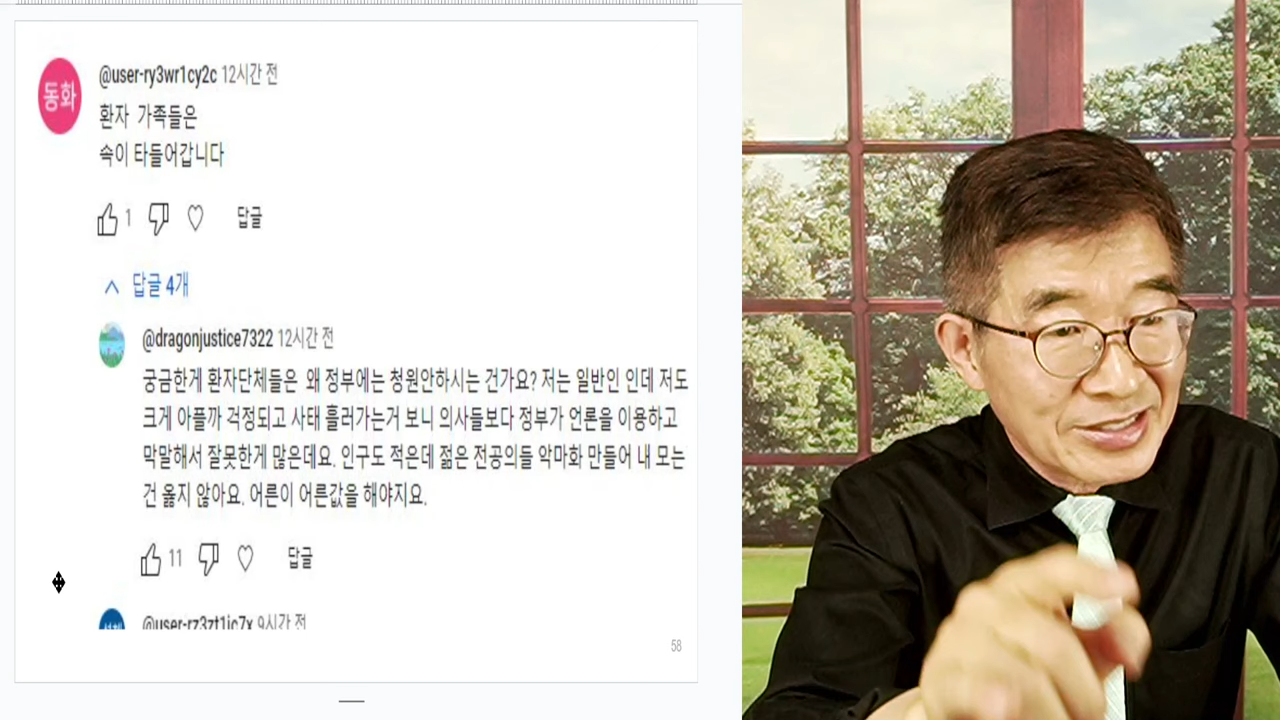 동화
@user-ry3wr1cy2c 12시간 전
환자 가족들은
속이 타들어갑니다
1 답글
답글 4개
@dragonjustice7322 12시간 전
궁금한게 환자단체들은 왜 정부에는 청원안하시는 건가요? 저는 일반인 인데 저도
크게 아플까 걱정되고 사태 흘러가는거 보니 의사들보다 정부가 언론을 이용하고
막말해서 잘못한게 많은데요. 인구도 적은데 젊은 전공의들 악마화 만들어 내 모는
건 옳지 않아요. 어른이 어른값을 해야지요.
11 답글
@user-rz3zt1ic7x 9시간 전
58